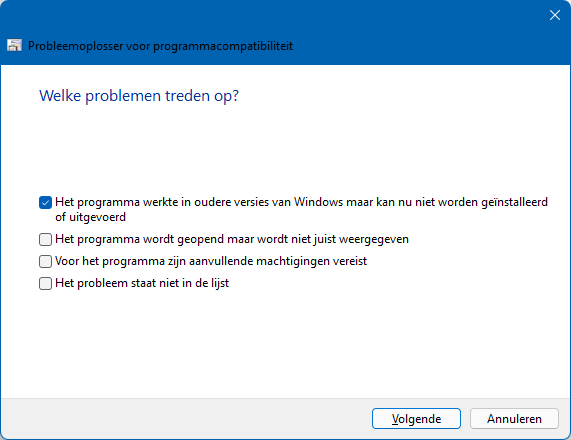 Probleemoplosser voor programmacompatibiliteit
Welke problemen treden op?
Het programma werkte in oudere versies van Windows maar kan nu niet worden geïnstalleerd
of uitgevoerd
Het programma wordt geopend maar wordt niet juist weergegeven
Voor het programma zijn aanvullende machtigingen vereist
Het probleem staat niet in de lijst
Volgende
Annuleren